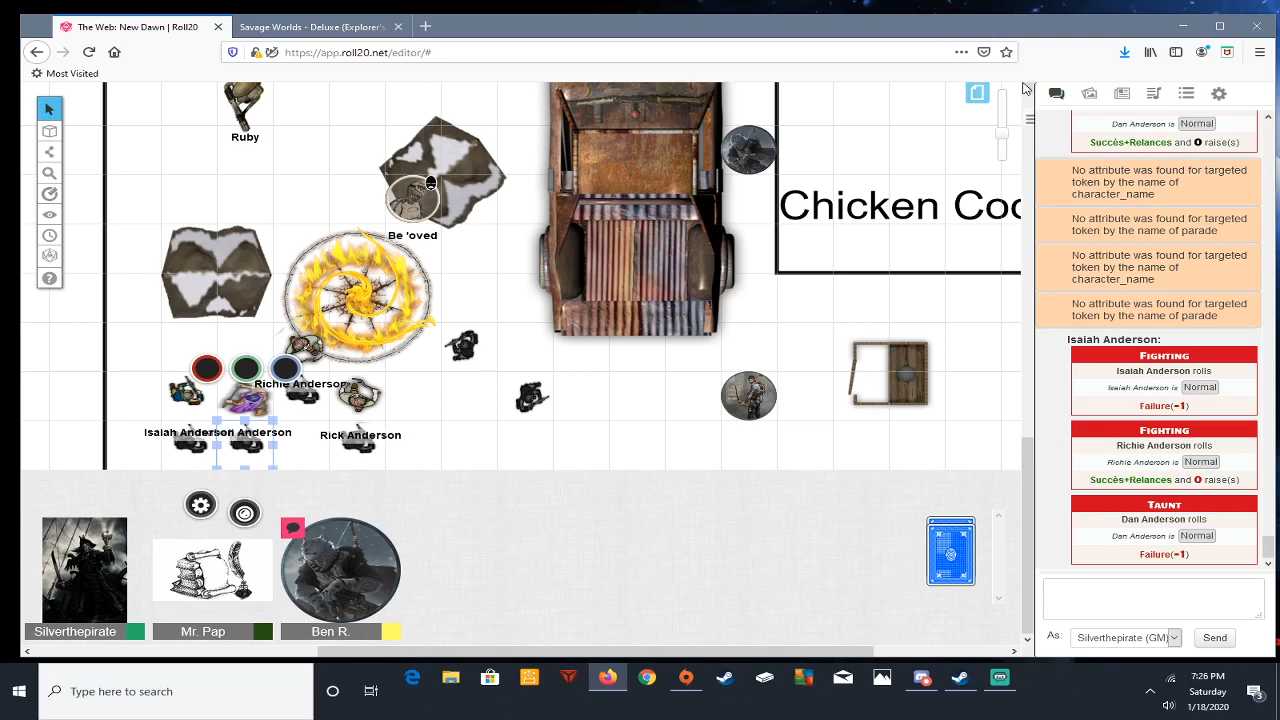 The Web: New Dawn | Roll20
Savage Worlds - Deluxe (Explorer's
https://app.roll20.net/editor/#
Most Visited
Ruby
Be 'oved
Chicken Coo
Richie Anderson
Isaiah Anderson
Anderson
Rick Anderson
Silverthepirate
Mr. Pap
Ben R.
Dan Anderson is Normal
Succès+Relances and 0 raise(s)
No attribute was found for targeted
token by the name of
character_name
No attribute was found for targeted
token by the name of parade
No attribute was found for targeted
token by the name of
character_name
No attribute was found for targeted
token by the name of parade
Isaiah Anderson:
Fighting
Isaiah Anderson rolls
Isaiah Anderson is Normal
Failure(-1)
Fighting
Richie Anderson rolls
Richie Anderson is Normal
Succès+Relances and 0 raise(s)
Taunt
Dan Anderson rolls
Dan Anderson is Normal
Failure(-1)
As: Silverthepirate (GM)
Send
Type here to search
7:26 PM
Saturday
1/18/2020
3